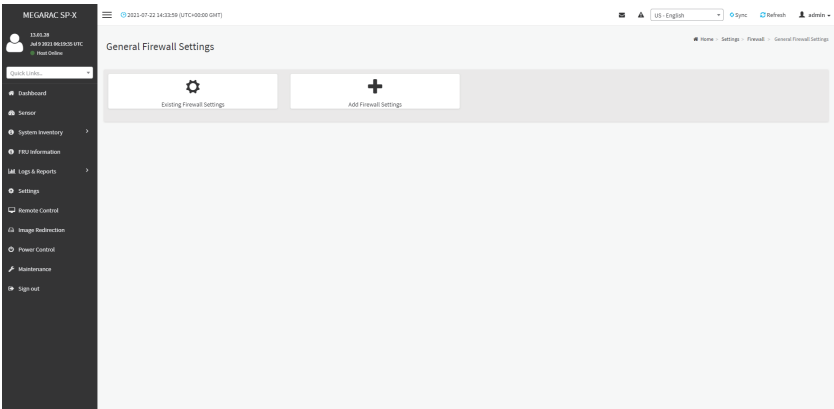 MEGARAC SP-X
2021-07-22 14:33:59 (UTC+00:00 GMT)
US - English
Sync
Refresh
admin
13.01.28
Jul 9 2021 06:19:35 UTC
Host Online
Quick Links...
Dashboard
Sensor
System Inventory
FRU Information
Logs & Reports
Settings
Remote Control
Image Redirection
Power Control
Maintenance
Sign out
General Firewall Settings
Home > Settings > Firewall > General Firewall Settings
Existing Firewall Settings
Add Firewall Settings